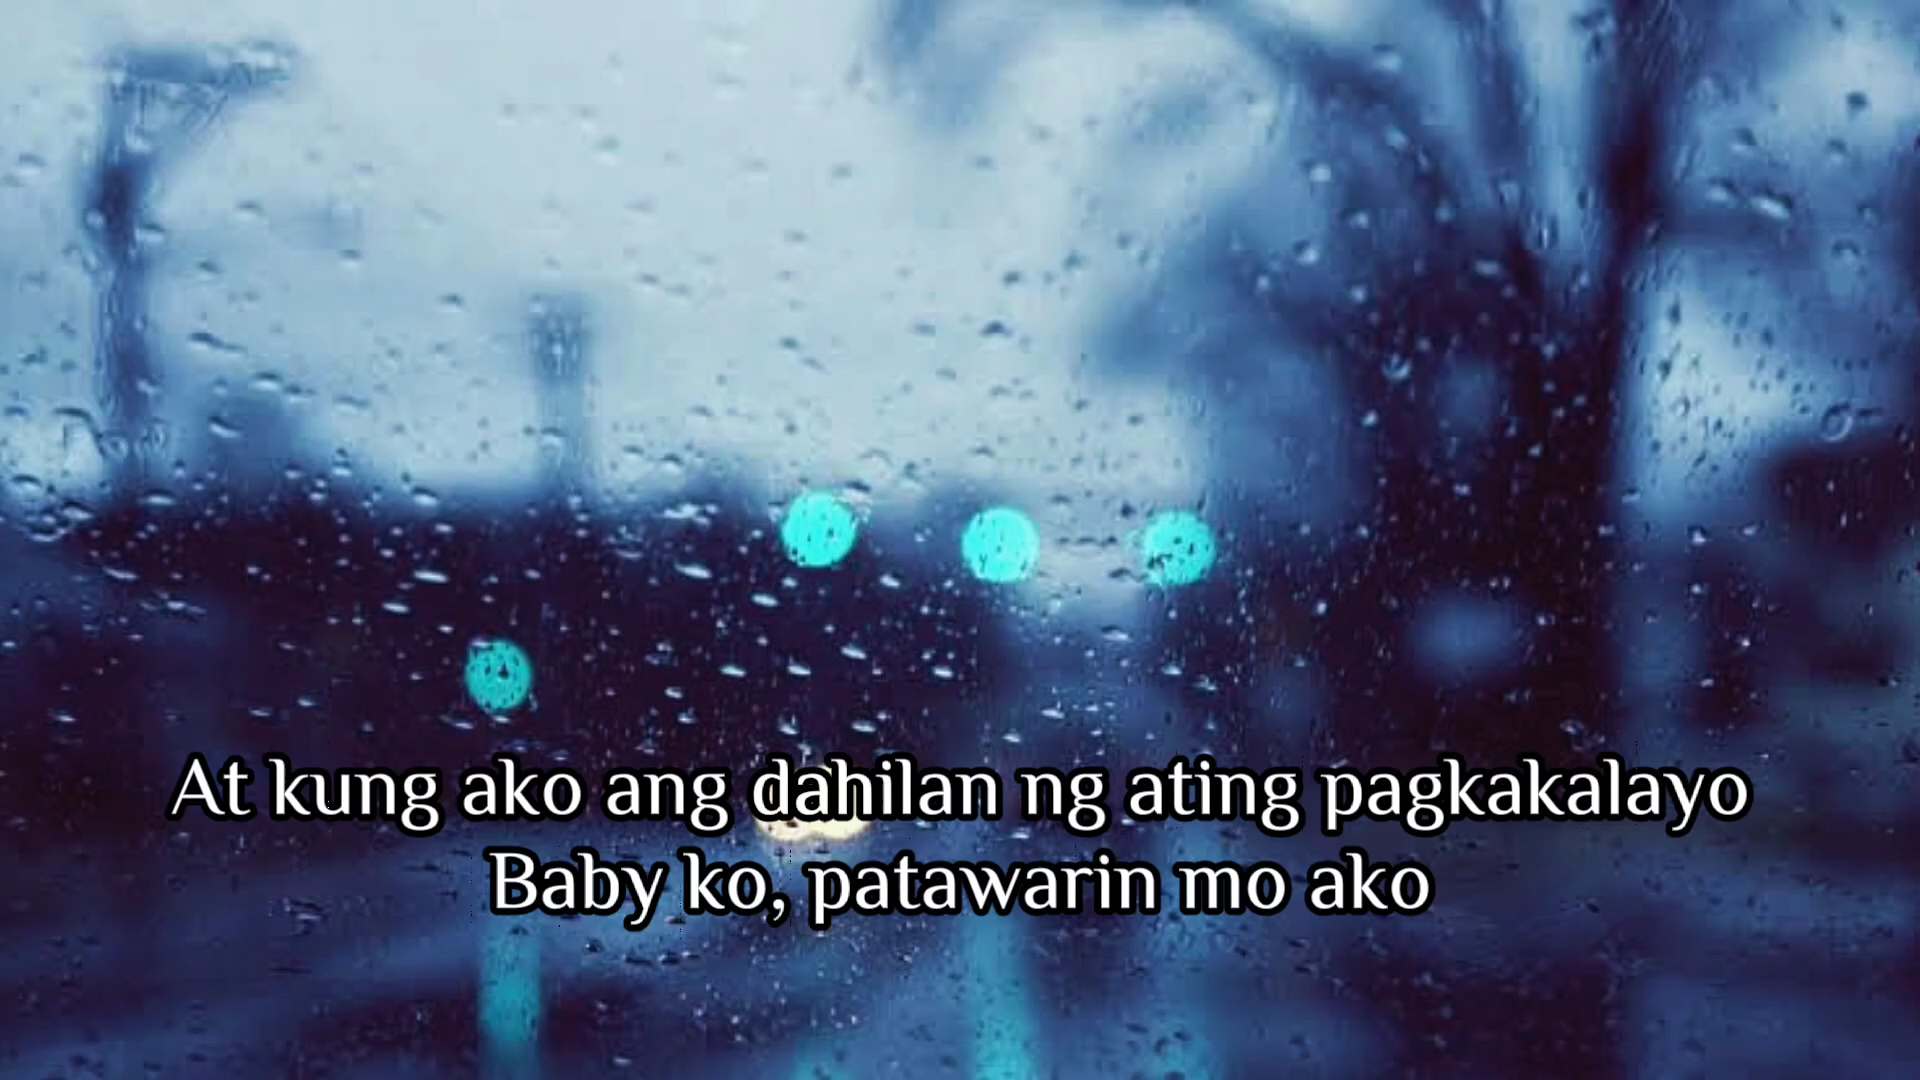 At kung ako ang dahilan ng ating pagkakalayo
Baby ko, patawarin mo ako